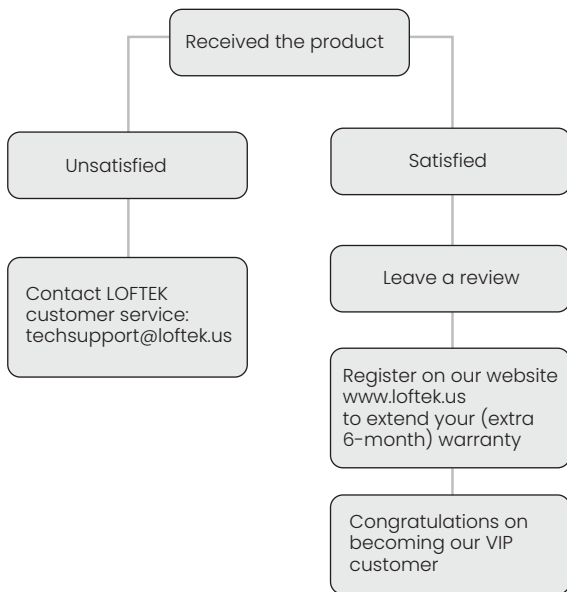 Received the product
Unsatisfied
Satisfied
Contact LOFTEK
customer service:
techsupport@loftek.us
Leave a review
Register on our website
www.loftek.us
to extend your (extra
6-month) warranty
Congratulations on
becoming our VIP
customer